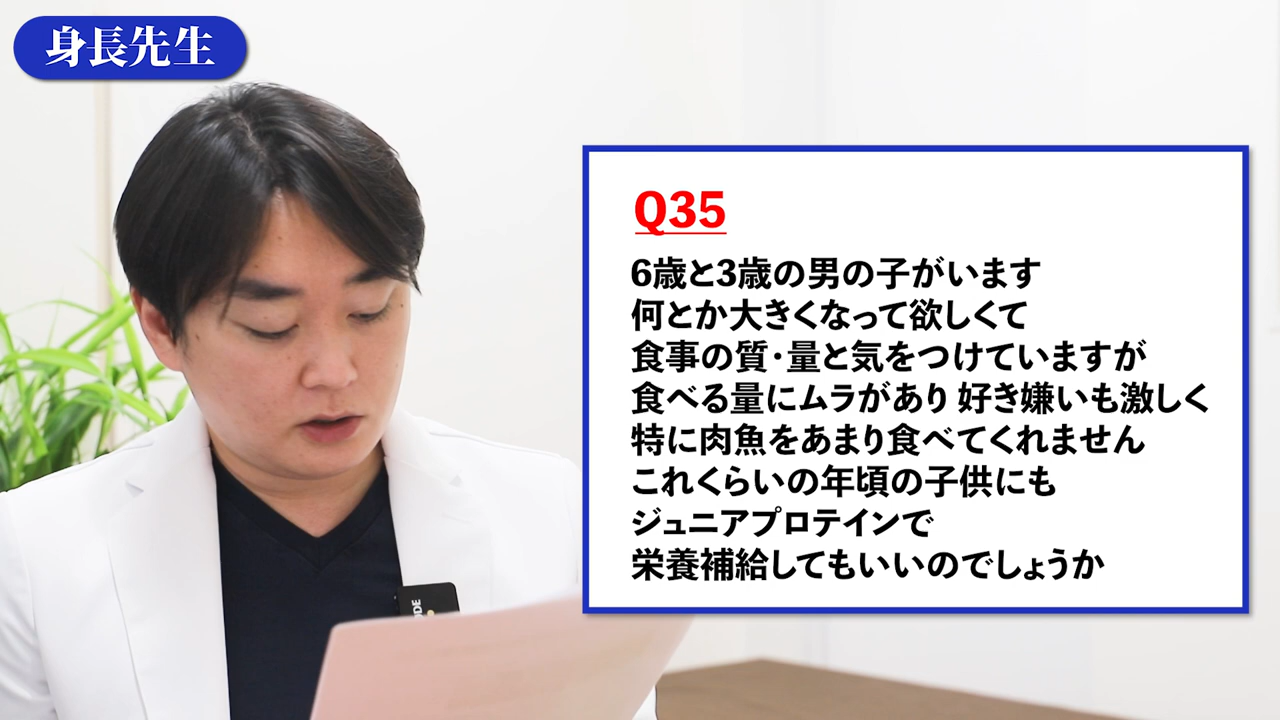 身長先生
Q35
6歳と3歳の男の子がいます
何とか大きくなって欲しくて
食事の質・量と気をつけていますが
食べる量にムラがあり 好き嫌いも激しく
特に肉魚をあまり食べてくれません
これくらいの年頃の子供にも
ジュニアプロテインで
栄養補給してもいいのでしょうか